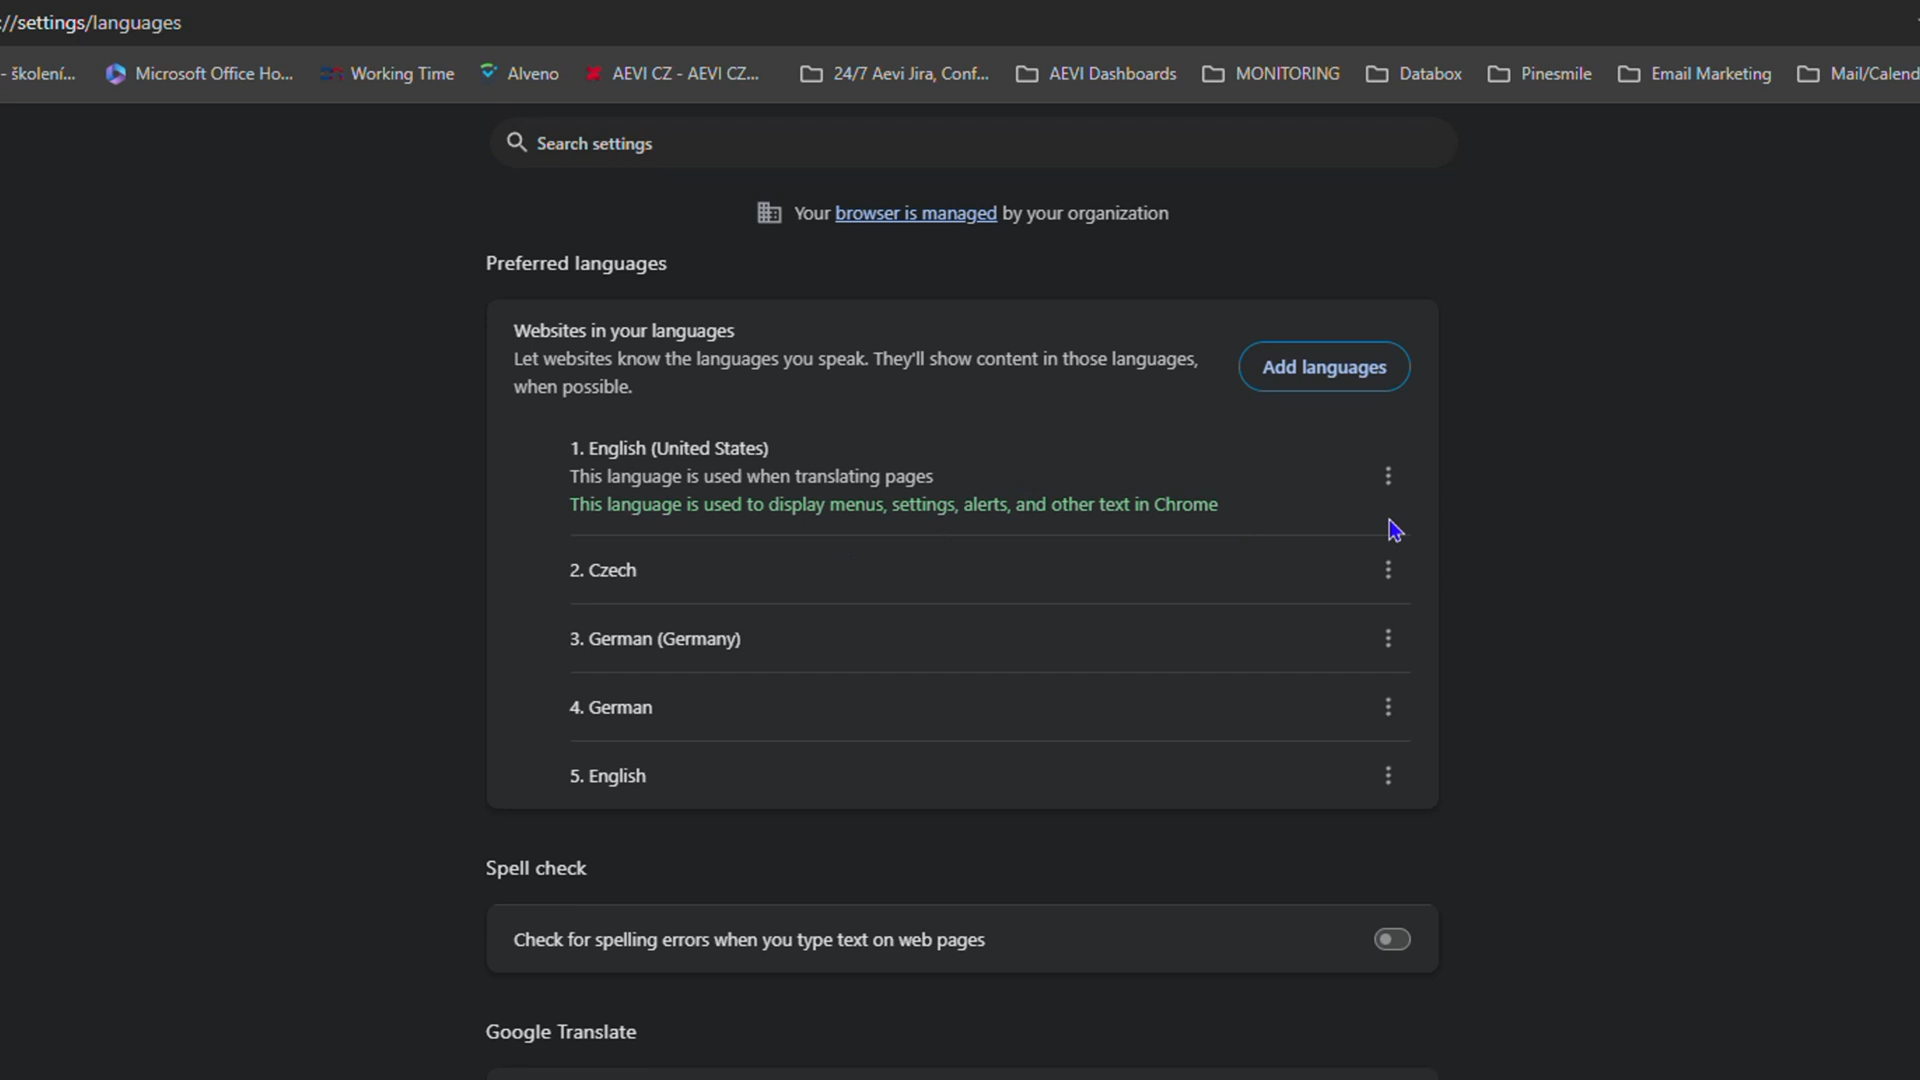 ://settings/languages
- školení... Microsoft Office Ho... Working Time Alveno AEVI CZ - AEVI CZ... 24/7 Aevi Jira, Conf... AEVI Dashboards MONITORING Databox Pinesmile Email Marketing Mail/Calend
Search settings
Your browser is managed by your organization
Preferred languages
Websites in your languages
Let websites know the languages you speak. They'll show content in those languages,
when possible.
Add languages
1. English (United States)
This language is used when translating pages
This language is used to display menus, settings, alerts, and other text in Chrome
2. Czech
3. German (Germany)
4. German
5. English
Spell check
Check for spelling errors when you type text on web pages
Google Translate